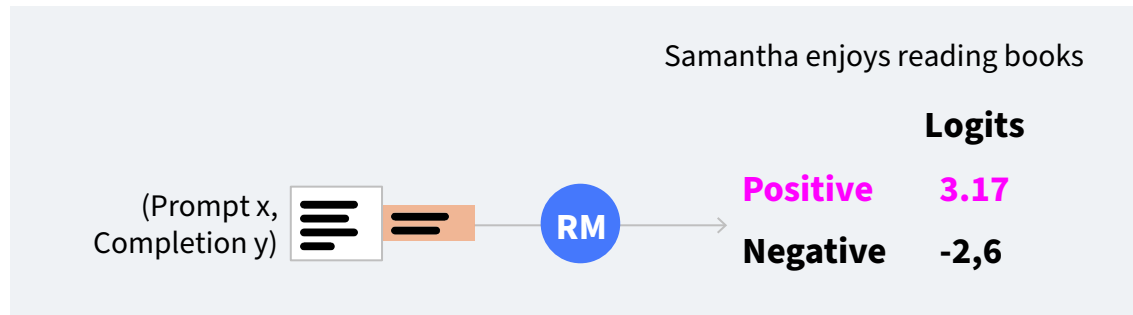 Samantha enjoys reading books
Logits
(Prompt x,
Completion y)
RM
Positive 3.17
Negative -2,6